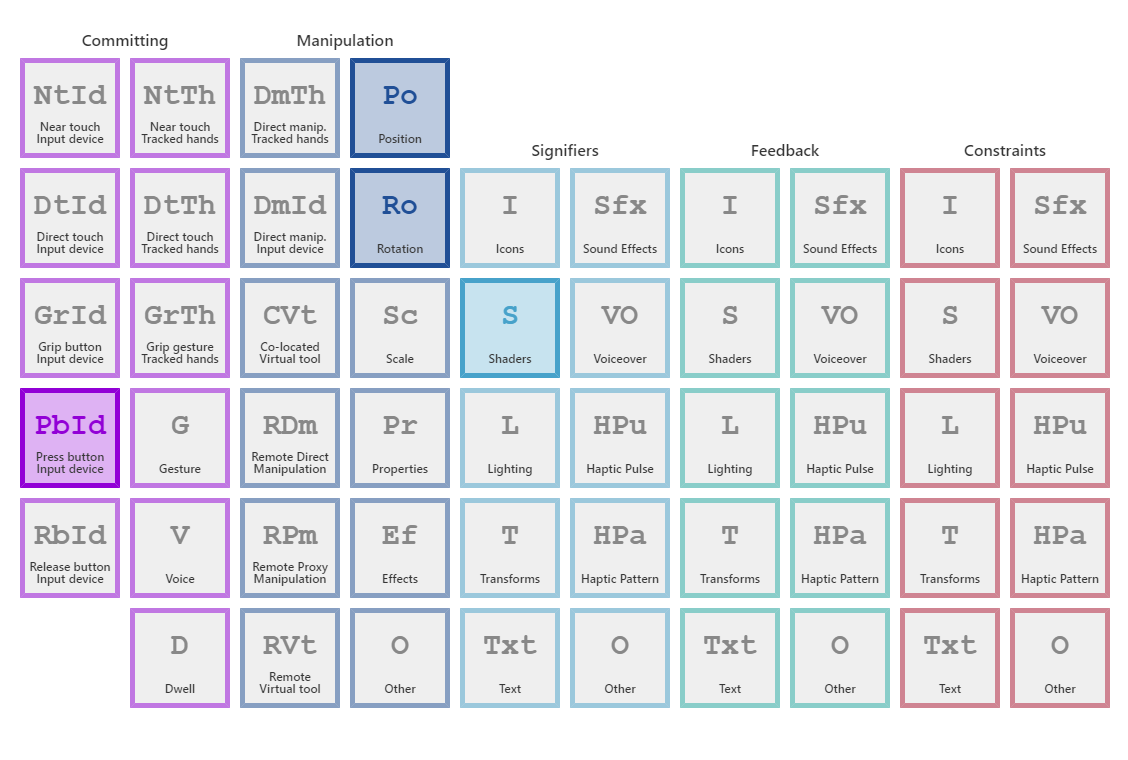 Committing
Manipulation
NtId
NtTh
DmTh
Po
Near touch
Input device
Near touch
Tracked hands
Direct manip.
Tracked hands
Position
Signifiers
Feedback
Constraints
DtId
DtTh
DmId
Ro
I
Sfx
I
Sfx
I
Sfx
Direct touch
Input device
Direct touch
Tracked hands
Direct manip.
Input device
Rotation
Icons
Sound Effects
Icons
Sound Effects
Icons
Sound Effects
GrId
GrTh
CVt
Sc
S
VO
S
VO
S
VO
Grip button
Input device
Grip gesture
Tracked hands
Co-located
Virtual tool
Scale
Shaders
Voiceover
Shaders
Voiceover
Shaders
Voiceover
PbId
G
RDm
Pr
L
HPu
L
HPu
L
HPu
Press button
Input device
Gesture
Remote Direct
Manipulation
Properties
Lighting
Haptic Pulse
Lighting
Haptic Pulse
Lighting
Haptic Pulse
RbId
V
RPm
Ef
T
HPa
T
HPa
T
HPa
Release button
Input device
Voice
Remote Proxy
Manipulation
Effects
Transforms
Haptic Pattern
Transforms
Haptic Pattern
Transforms
Haptic Pattern
D
RVt
O
Txt
O
Txt
O
Txt
O
Dwell
Remote
Virtual tool
Other
Text
Other
Text
Other
Text
Other